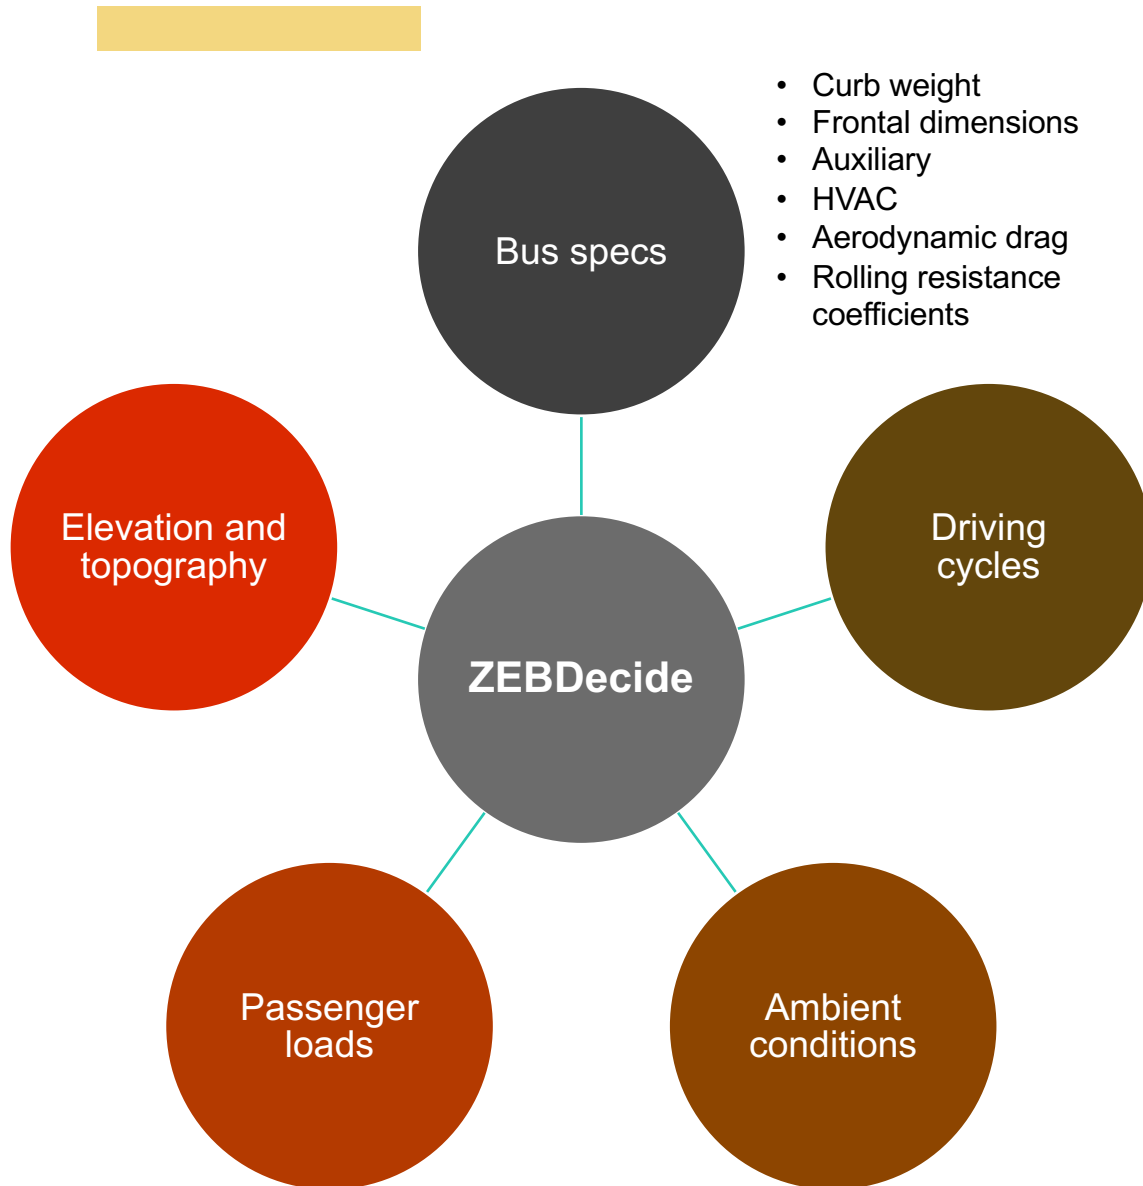 • Curb weight
• Frontal dimensions
• Auxiliary
• HVAC
• Aerodynamic drag
• Rolling resistance
coefficients
Bus specs
Elevation and
topography
Driving
cycles
ZEBDecide
Passenger
loads
Ambient
conditions